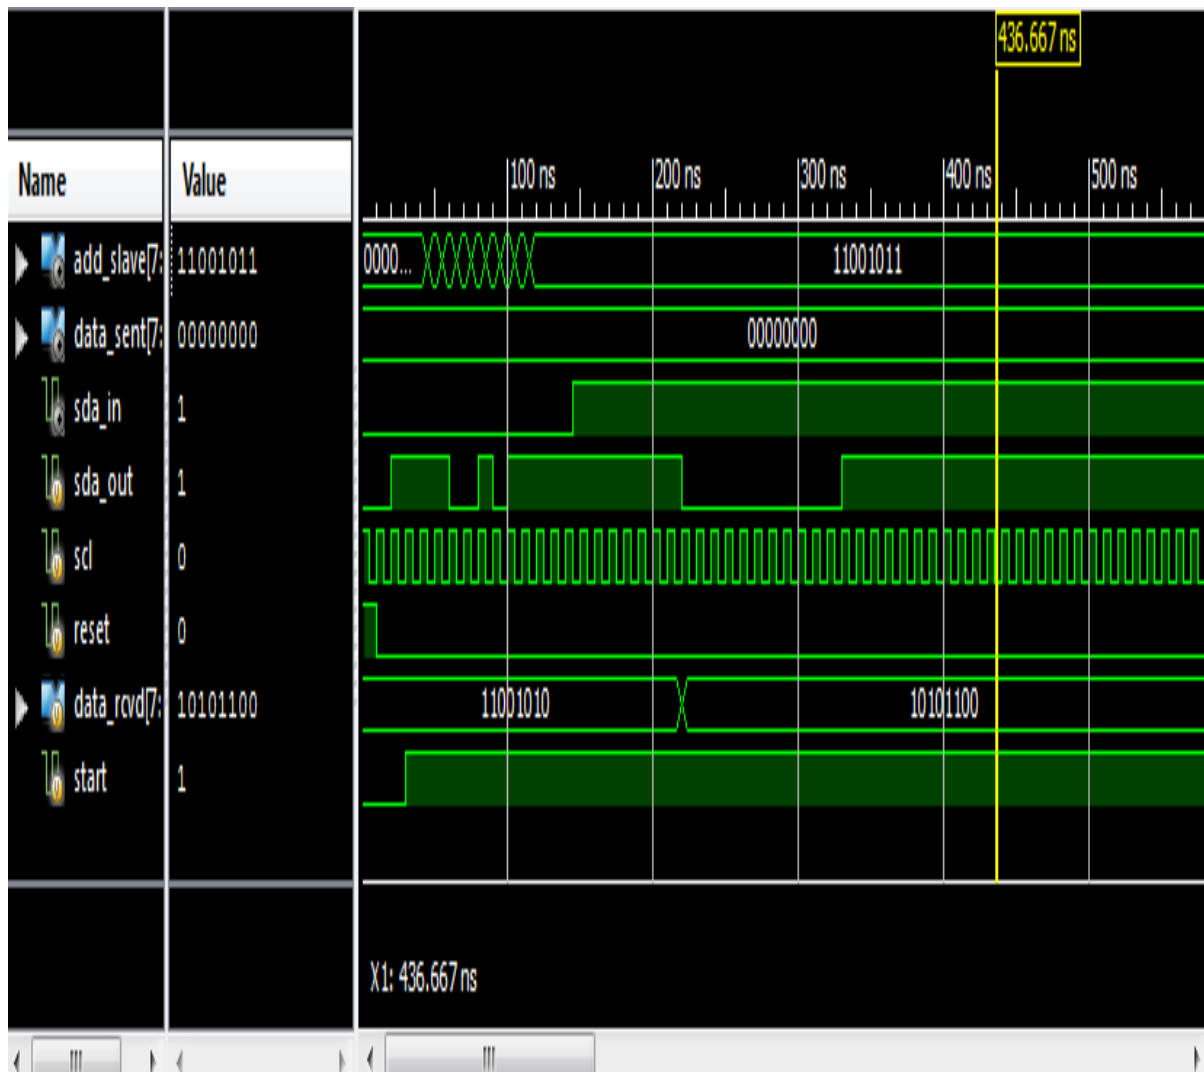 436.667 ns
Name Value 100 ns 200 ns 300 ns 400 ns 500 ns
add_slave[7: 11001011 0000... 11001011
data_sent[7: 00000000 00000000
sda_in 1
sda_out 1
scl 0
reset 0
data_rcvd[7: 10101100 11001010 10101100
start 1
X1: 436.667 ns